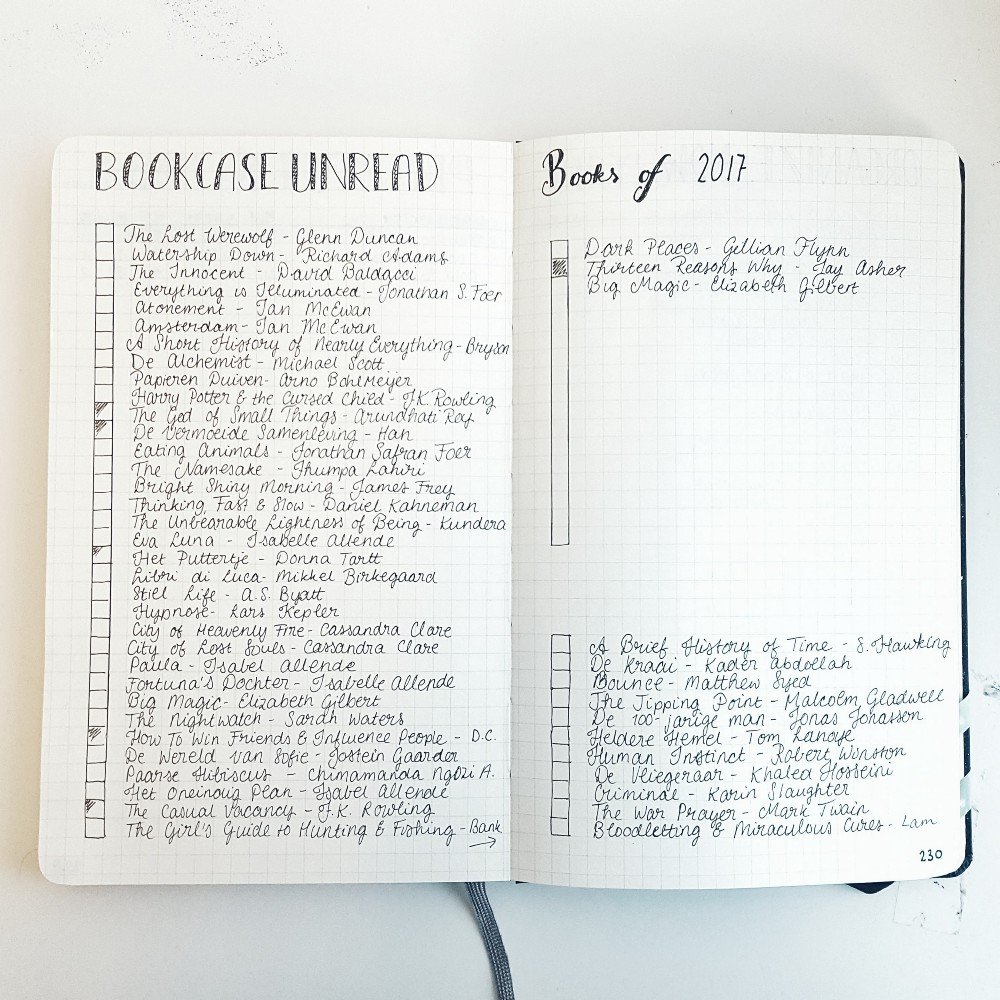 BOOKCASE UNREAD
The Lost Werewolf - Glenn Duncan
Watership Down - Richard Adams
The Innocent - David Baldacci
Everything is Illuminated - Jonathan S. Foer
Atonement - Ian McEwan
Amsterdam - Ian McEwan
A Short History of Nearly Everything - Bryson
De Alchemist - Michael Scott
Papieren Duiven - Arno Bohlmeijer
Harry Potter & the Cursed Child - J.K Rowling
The God of Small Things - Arundhati Roy
De Vermoeide Samenleving - Han
Eating Animals - Jonathan Safran Foer
The Namesake - Jhumpa Lahiri
Bright Shiny Morning - James Frey
Thinking, Fast & Slow - Daniel Kahneman
The Unbearable Lightness of Being - Kundera
Eva Luna - Isabelle Allende
Het Puttertje - Donna Tartt
Libri di Luca - Mikkel Birkegaard
Still Life - A.S. Byatt
Hypnose - Lars Kepler
City of Heavenly Fire - Cassandra Clare
City of Lost Souls - Cassandra Clare
Paula - Isabel Allende
Fortuna's Dochter - Isabelle Allende
Big Magic - Elizabeth Gilbert
The Nightwatch - Sarah Waters
How To Win Friends & Influence People - D.C.
De Wereld van Sofie - Jostein Gaarder
Paarse Hibiscus - Chimamanda Ngozi A.
Het Oneindig Plan - Isabel Allende
The Casual Vacancy - J.K. Rowling
The Girl's Guide to Hunting & Fishing - Bank
Books of 2017
Dark Places - Gillian Flynn
Thirteen Reasons Why - Jay Asher
Big Magic - Elizabeth Gilbert
A Brief History of Time - S. Hawking
De Kraai - Kader Abdollah
Bounce - Matthew Syed
The Tipping Point - Malcolm Gladwell
De 100-jarige man - Jonas Jonasson
Heldere Hemel - Tom Lanoye
Human Instinct - Robert Winston
De Vliegeraar - Khaled Hosseini
Criminal - Karin Slaughter
The War Prayer - Mark Twain
Bloodletting & Miraculous Cures - Lam
230